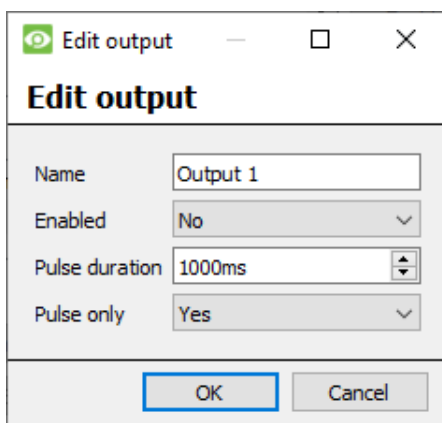 Edit output
Edit output
Name Output 1
Enabled No
Pulse duration 1000ms
Pulse only Yes
OK Cancel